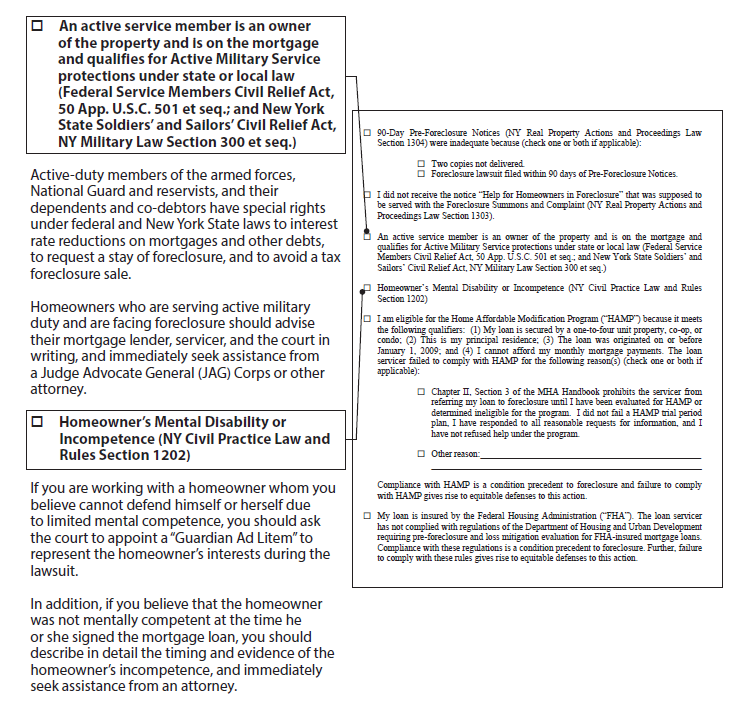 ☐ An active service member is an owner
of the property and is on the mortgage
and qualifies for Active Military Service
protections under state or local law
(Federal Service Members Civil Relief Act,
50 App. U.S.C. 501 et seq.; and New York
State Soldiers' and Sailors' Civil Relief Act,
NY Military Law Section 300 et seq.)
Active-duty members of the armed forces,
National Guard and reservists, and their
dependents and co-debtors have special rights
under federal and New York State laws to interest
rate reductions on mortgages and other debts,
to request a stay of foreclosure, and to avoid a tax
foreclosure sale.
Homeowners who are serving active military
duty and are facing foreclosure should advise
their mortgage lender, servicer, and the court in
writing, and immediately seek assistance from
a Judge Advocate General (JAG) Corps or other
attorney.
☐ Homeowner's Mental Disability or
Incompetence (NY Civil Practice Law and
Rules Section 1202)
If you are working with a homeowner whom you
believe cannot defend himself or herself due
to limited mental competence, you should ask
the court to appoint a "Guardian Ad Litem" to
represent the homeowner's interests during the
lawsuit.
In addition, if you believe that the homeowner
was not mentally competent at the time he
or she signed the mortgage loan, you should
describe in detail the timing and evidence of the
homeowner's incompetence, and immediately
seek assistance from an attorney.
☐ 90-Day Pre-Foreclosure Notices (NY Real Property Actions and Proceedings Law
Section 1304) were inadequate because (check one or both if applicable):
☐ Two copies not delivered.
☐ Foreclosure lawsuit filed within 90 days of Pre-Foreclosure Notices.
☐ I did not receive the notice "Help for Homeowners in Foreclosure" that was supposed to
be served with the Foreclosure Summons and Complaint (NY Real Property Actions and
Proceedings Law Section 1303).
☐ An active service member is an owner of the property and is on the mortgage and
qualifies for Active Military Service protections under state or local law (Federal Service
Members Civil Relief Act, 50 App. U.S.C. 501 et seq.; and New York State Soldiers' and
Sailors' Civil Relief Act, NY Military Law Section 300 et seq.)
☐ Homeowner's Mental Disability or Incompetence (NY Civil Practice Law and Rules
Section 1202)
☐ I am eligible for the Home Affordable Modification Program ("HAMP") because it meets
the following qualifiers: (1) My loan is secured by a one-to-four unit property, co-op, or
condo; (2) This is my principal residence; (3) The loan was originated on or before
January 1, 2009; and (4) I cannot afford my monthly mortgage payments. The loan
servicer failed to comply with HAMP for the following reason(s) (check one or both if
applicable):
☐ Chapter II, Section 3 of the MHA Handbook prohibits the servicer from
referring my loan to foreclosure until I have been evaluated for HAMP or
determined ineligible for the program. I did not fail a HAMP trial period
plan, I have responded to all reasonable requests for information, and I
have not refused help under the program.
☐ Other reason:
Compliance with HAMP is a condition precedent to foreclosure and failure to comply
with HAMP gives rise to equitable defenses to this action.
☐ My loan is insured by the Federal Housing Administration ("FHA"). The loan servicer
has not complied with regulations of the Department of Housing and Urban Development
requiring pre-foreclosure and loss mitigation evaluation for FHA-insured mortgage loans.
Compliance with these regulations is a condition precedent to foreclosure. Further, failure
to comply with these rules gives rise to equitable defenses to this action.